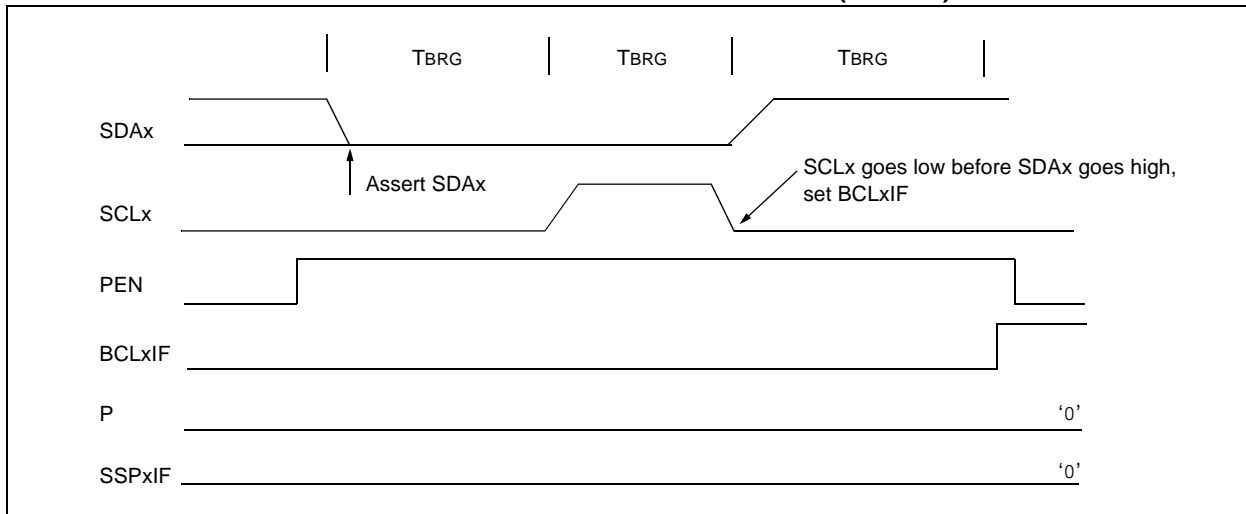 TBRG TBRG TBRG
SDAx
Assert SDAx
SCLx goes low before SDAx goes high,
set BCLxIF
SCLx
PEN
BCLxIF
P '0'
SSPxIF '0'